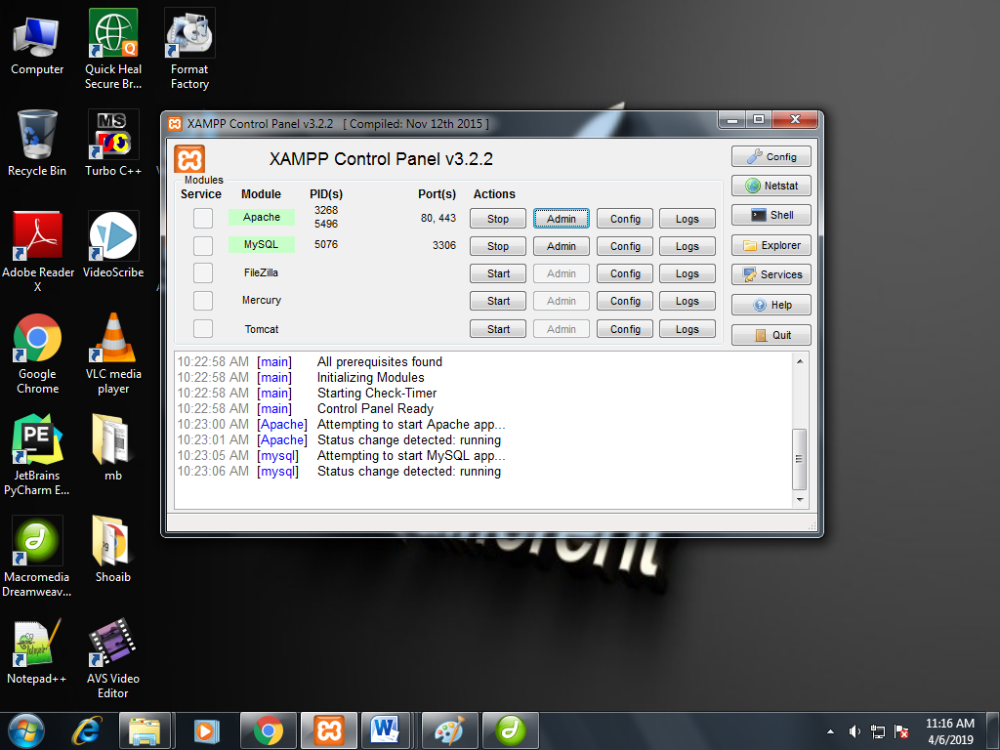 Computer
Quick Heal
Secure Br...
Format
Factory
Recycle Bin
Turbo C++
MS
Adobe Reader
X
VideoScribe
Google
Chrome
VLC media
player
PE
JetBrains
PyCharm E...
mb
Macromedia
Dreamweav...
Shoaib
Notepad++
AVS Video
Editor
XAMPP Control Panel v3.2.2 [ Compiled: Nov 12th 2015 ]
XAMPP Control Panel v3.2.2
Modules
Service Module PID(s) Port(s) Actions
Apache 3268
5496 80, 443 Stop Admin Config Logs
MySQL 5076 3306 Stop Admin Config Logs
FileZilla Start Admin Config Logs
Mercury Start Admin Config Logs
Tomcat Start Admin Config Logs
Config
Netstat
Shell
Explorer
Services
Help
Quit
10:22:58 AM [main] All prerequisites found
10:22:58 AM [main] Initializing Modules
10:22:58 AM [main] Starting Check-Timer
10:22:58 AM [main] Control Panel Ready
10:23:00 AM [Apache] Attempting to start Apache app...
10:23:01 AM [Apache] Status change detected: running
10:23:05 AM [mysql] Attempting to start MySQL app...
10:23:06 AM [mysql] Status change detected: running
11:16 AM
4/6/2019